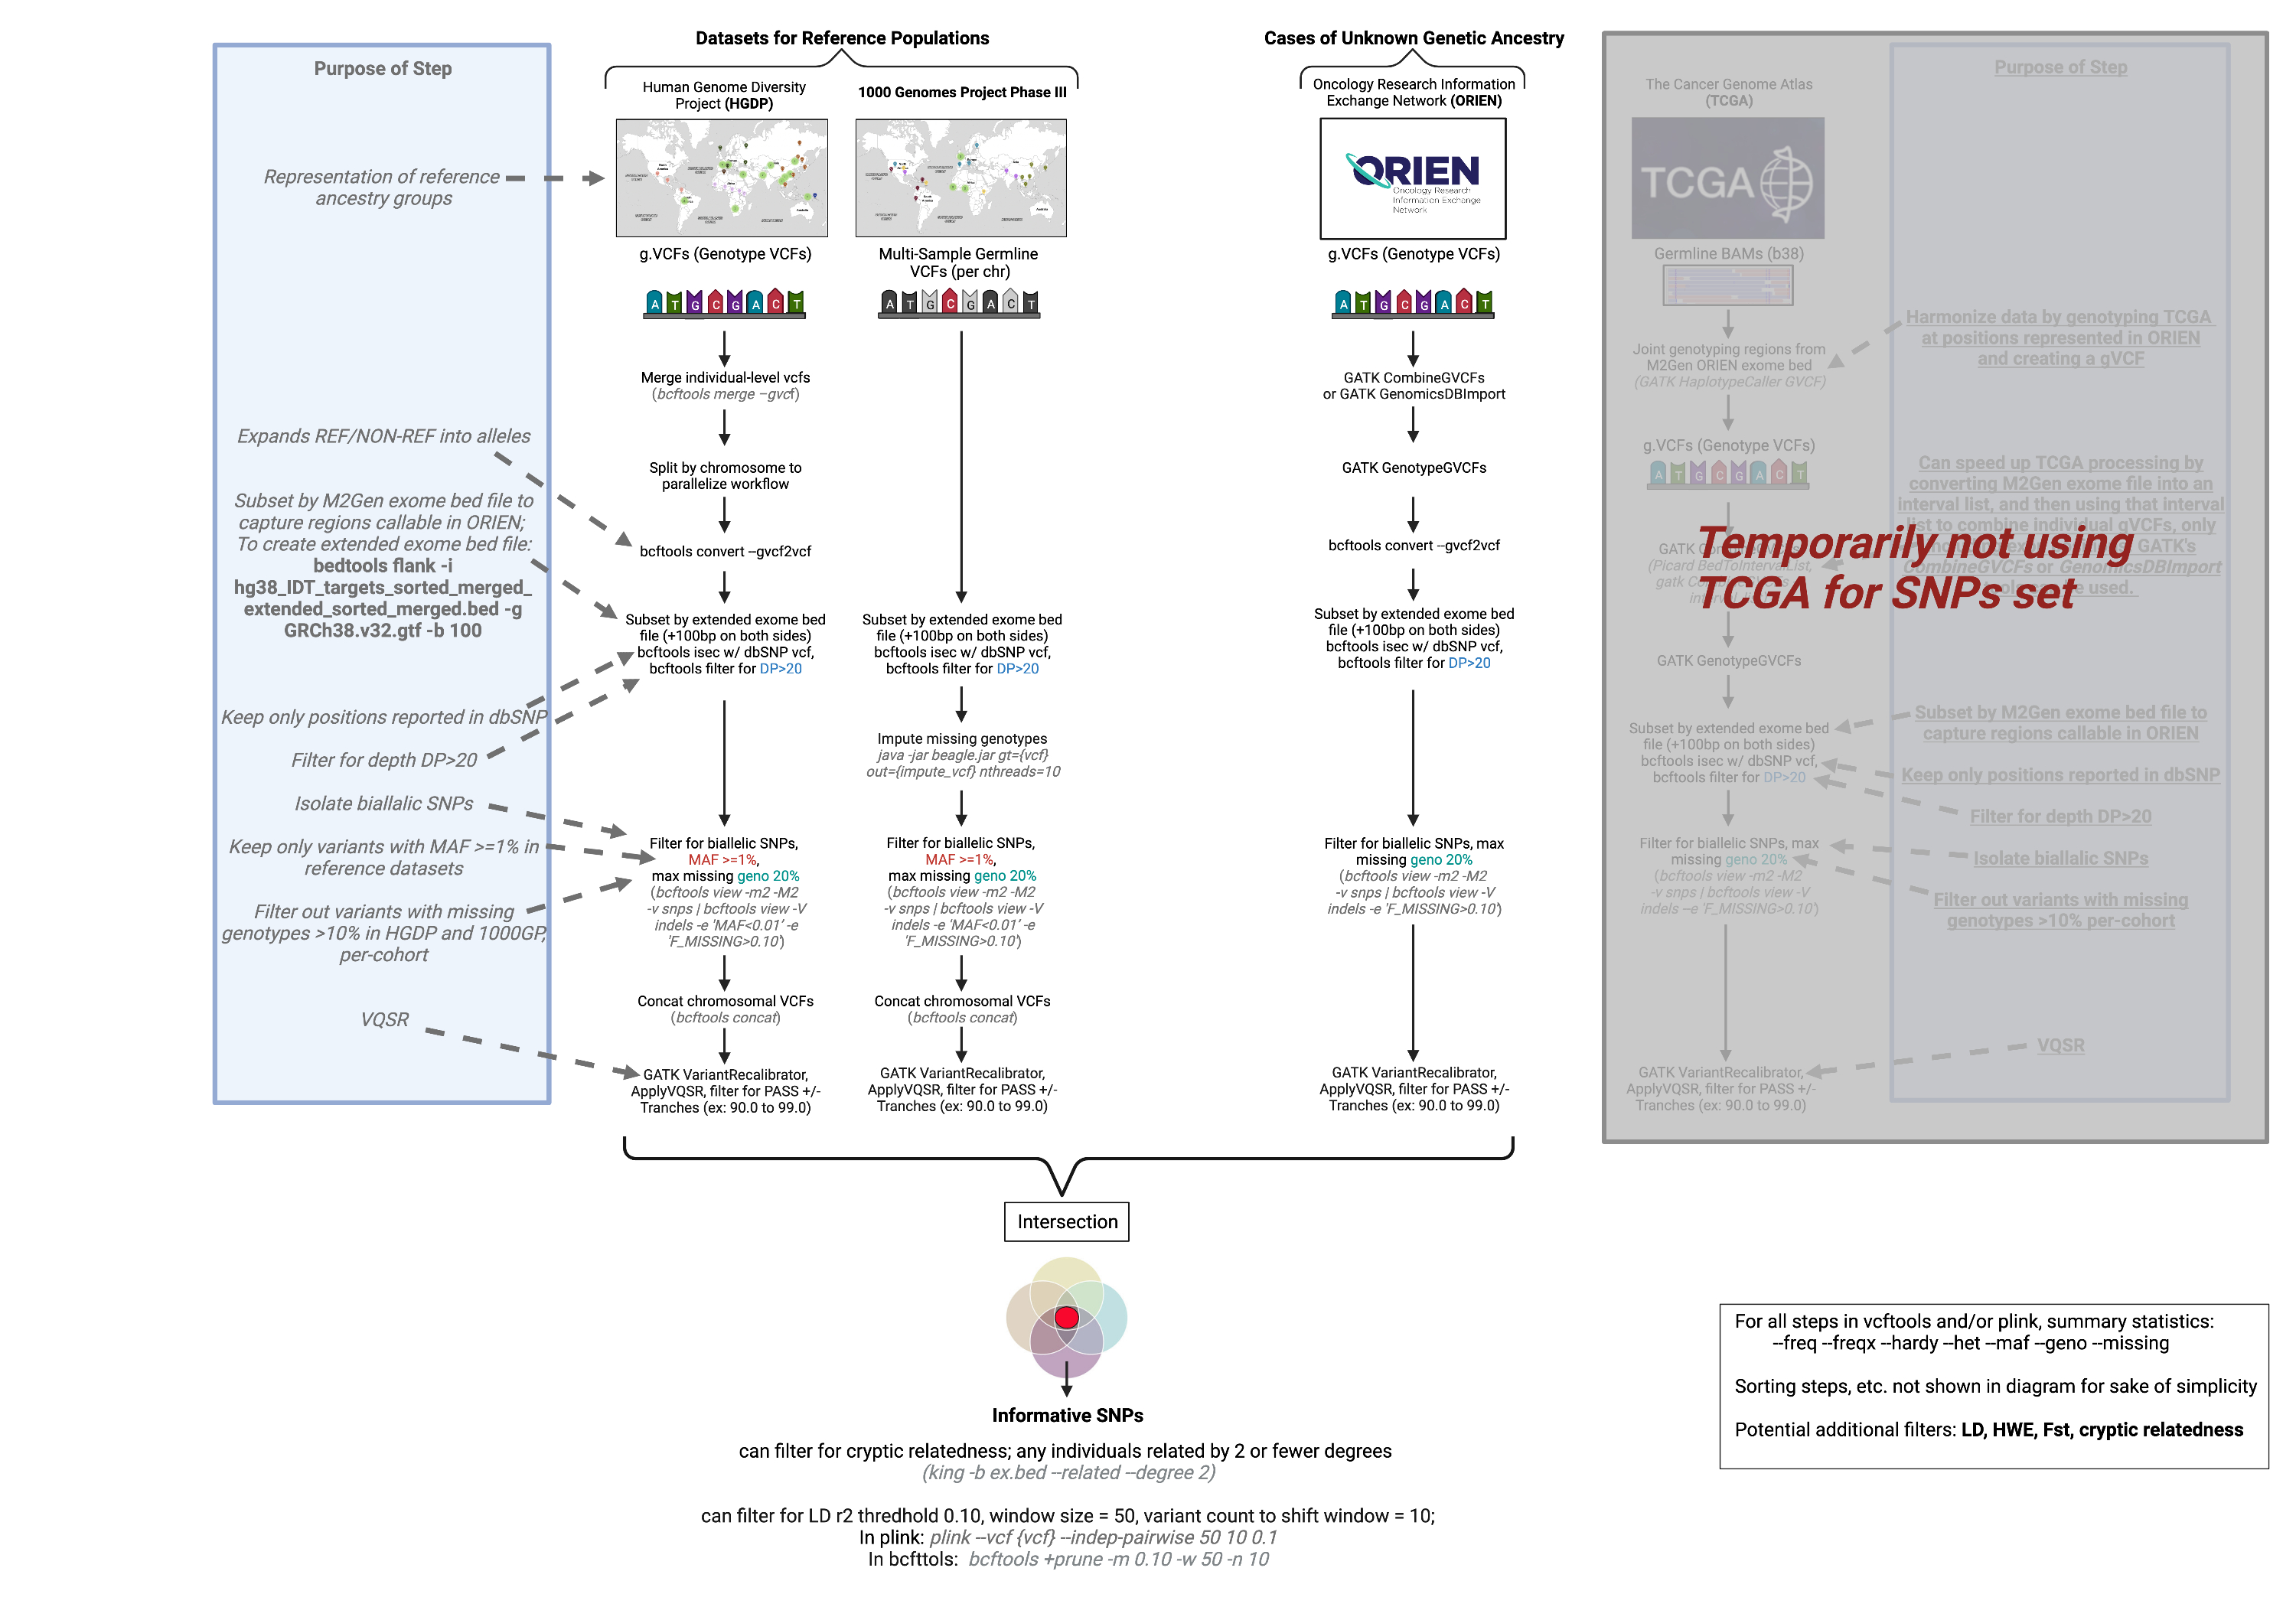 Purpose of Step
Representation of reference
ancestry groups
Expands REF/NON-REF into alleles
Subset by M2Gen exome bed file to
capture regions callable in ORIEN;
To create extended exome bed file:
bedtools flank -i
hg38_IDT_targets_sorted_merged_
extended_sorted_merged.bed -g
GRCh38.v32.gtf -b 100
Keep only positions reported in dbSNP
Filter for depth DP>20
Isolate biallalic SNPs
Keep only variants with MAF >=1% in
reference datasets
Filter out variants with missing
genotypes >10% in HGDP and 1000GP,
per-cohort
VQSR
Datasets for Reference Populations
Human Genome Diversity
Project (HGDP)
g.VCFs (Genotype VCFs)
A T G C G A C T
Merge individual-level vcfs
(bcftools merge –gvcf)
Split by chromosome to
parallelize workflow
bcftools convert --gvcf2vcf
Subset by extended exome bed
file (+100bp on both sides)
bcftools isec w/ dbSNP vcf,
bcftools filter for DP>20
Filter for biallelic SNPs,
MAF >=1%,
max missing geno 20%
(bcftools view -m2 -M2
-v snps | bcftools view -V
indels -e 'MAF<0.01' -e
'F_MISSING>0.10')
Concat chromosomal VCFs
(bcftools concat)
GATK VariantRecalibrator,
ApplyVQSR, filter for PASS +/-
Tranches (ex: 90.0 to 99.0)
1000 Genomes Project Phase III
Multi-Sample Germline
VCFs (per chr)
A T G C G A C T
Subset by extended exome bed
file (+100bp on both sides)
bcftools isec w/ dbSNP vcf,
bcftools filter for DP>20
Impute missing genotypes
java -jar beagle.jar gt={vcf}
out={impute_vcf} nthreads=10
Filter for biallelic SNPs,
MAF >=1%,
max missing geno 20%
(bcftools view -m2 -M2
-v snps | bcftools view -V
indels -e 'MAF<0.01' -e
'F_MISSING>0.10')
Concat chromosomal VCFs
(bcftools concat)
GATK VariantRecalibrator,
ApplyVQSR, filter for PASS +/-
Tranches (ex: 90.0 to 99.0)
Cases of Unknown Genetic Ancestry
Oncology Research Information
Exchange Network (ORIEN)
ORIEN
Oncology Research
Information Exchange
Network
g.VCFs (Genotype VCFs)
A T G C G A C T
GATK CombineGVCFs
or GATK GenomicsDBImport
GATK GenotypeGVCFs
bcftools convert --gvcf2vcf
Subset by extended exome bed
file (+100bp on both sides)
bcftools isec w/ dbSNP vcf,
bcftools filter for DP>20
Filter for biallelic SNPs, max
missing geno 20%
(bcftools view -m2 -M2
-v snps | bcftools view -V
indels -e 'F_MISSING>0.10')
GATK VariantRecalibrator,
ApplyVQSR, filter for PASS +/-
Tranches (ex: 90.0 to 99.0)
The Cancer Genome Atlas
(TCGA)
TCGA
Germline BAMs (b38)
Joint genotyping regions from
M2Gen ORIEN exome bed
(GATK HaplotypeCaller GVCF)
g.VCFs (Genotype VCFs)
A T G C G A C T
(Picard BedToIntervalList,
GATK GenotypeGVCFs
Subset by extended exome bed
file (+100bp on both sides)
bcftools isec w/ dbSNP vcf,
bcftools filter for DP>20
Filter for biallelic SNPs, max
missing geno 20%
(bcftools view -m2 -M2
-v snps | bcftools view -V
indels –e 'F_MISSING>0.10')
GATK VariantRecalibrator,
ApplyVQSR, filter for PASS +/-
Tranches (ex: 90.0 to 99.0)
Temporarily not using
TCGA for SNPs set
Purpose of Step
Harmonize data by genotyping TCGA
at positions represented in ORIEN
and creating a gVCF
Can speed up TCGA processing by
converting M2Gen exome file into an
interval list, and then using that interval
list to combine individual gVCFs, only
GATK's
CombineGVCFs or GenomicsDBImport
used.
Subset by M2Gen exome bed file to
capture regions callable in ORIEN
Keep only positions reported in dbSNP
Filter for depth DP>20
Isolate biallalic SNPs
Filter out variants with missing
genotypes >10% per-cohort
VQSR
Intersection
Informative SNPs
can filter for cryptic relatedness; any individuals related by 2 or fewer degrees
(king -b ex.bed --related --degree 2)
can filter for LD r2 thredhold 0.10, window size = 50, variant count to shift window = 10;
In plink: plink --vcf {vcf} --indep-pairwise 50 10 0.1
In bcfttols: bcftools +prune -m 0.10 -w 50 -n 10
For all steps in vcftools and/or plink, summary statistics:
--freq --freqx --hardy --het --maf --geno --missing
Sorting steps, etc. not shown in diagram for sake of simplicity
Potential additional filters: LD, HWE, Fst, cryptic relatedness